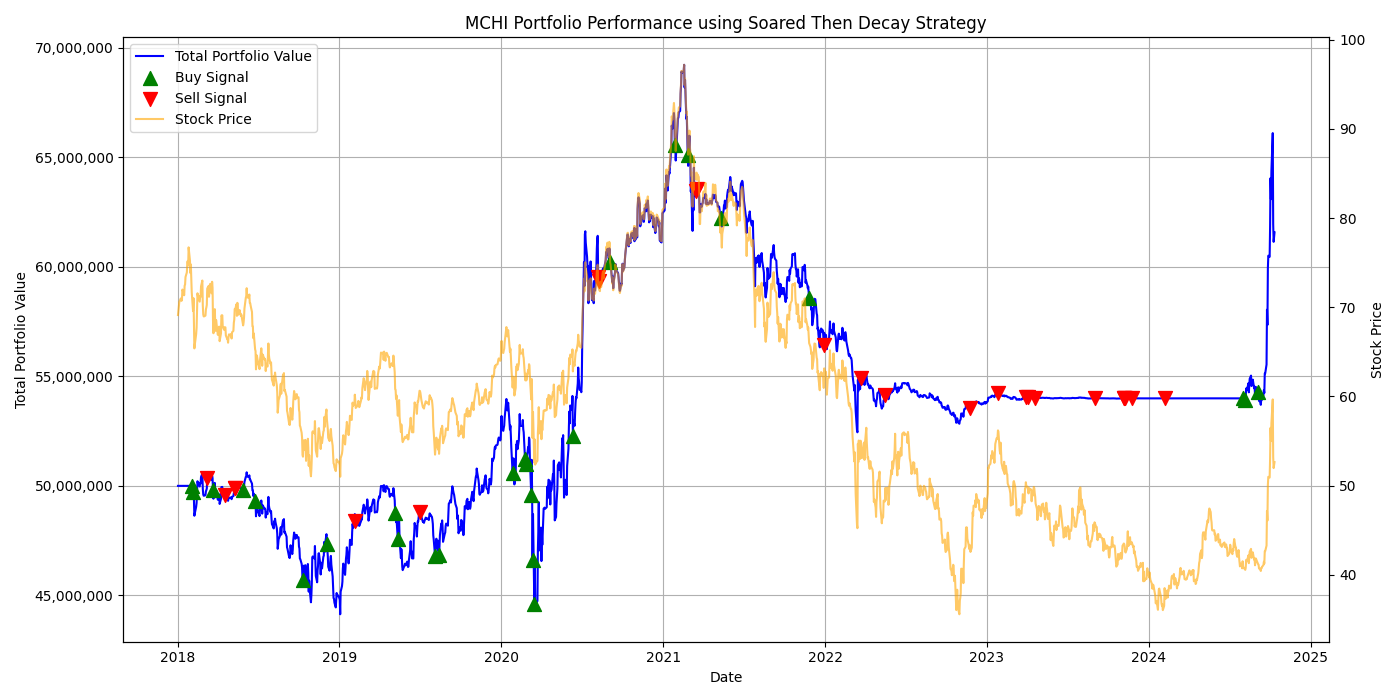 MCHI Portfolio Performance using Soared Then Decay Strategy
Total Portfolio Value
Buy Signal
Sell Signal
Stock Price
70,000,000
65,000,000
60,000,000
55,000,000
50,000,000
45,000,000
Total Portfolio Value
100
90
80
70
60
50
40
Stock Price
2018 2019 2020 2021 2022 2023 2024 2025
Date